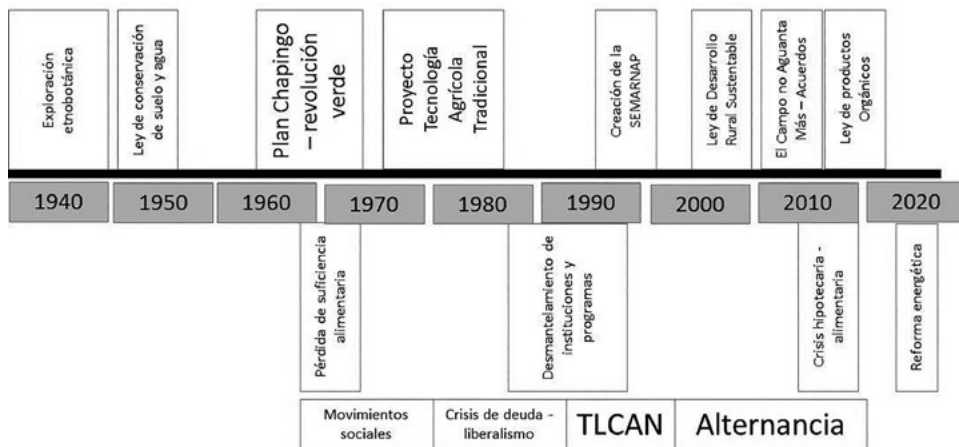 Exploración
etnobotánica
Ley de conservación
de suelo y agua
Plan Chapingo
– revolución
verde
Proyecto
Tecnología
Agrícola
Tradicional
Creación de la
SEMARNAP
Ley de Desarrollo
Rural Sustentable
El Campo no Aguanta
Más – Acuerdos
Ley de productos
Orgánicos
1940
1950
1960
1970
1980
1990
2000
2010
2020
Pérdida de suficiencia
alimentaria
Desmantelamiento de
instituciones y
programas
Crisis hipotecaria -
alimentaria
Reforma energética
Movimientos
sociales
Crisis de deuda -
liberalismo
TLCAN
Alternancia